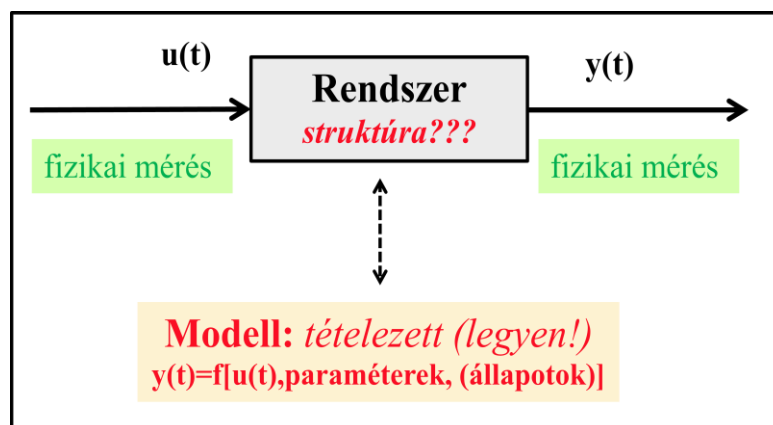 u(t)
Rendszer
struktúra???
y(t)
fizikai mérés
fizikai mérés
Modell: tételezett (legyen!)
y(t)=f[u(t),paraméterek, (állapotok)]